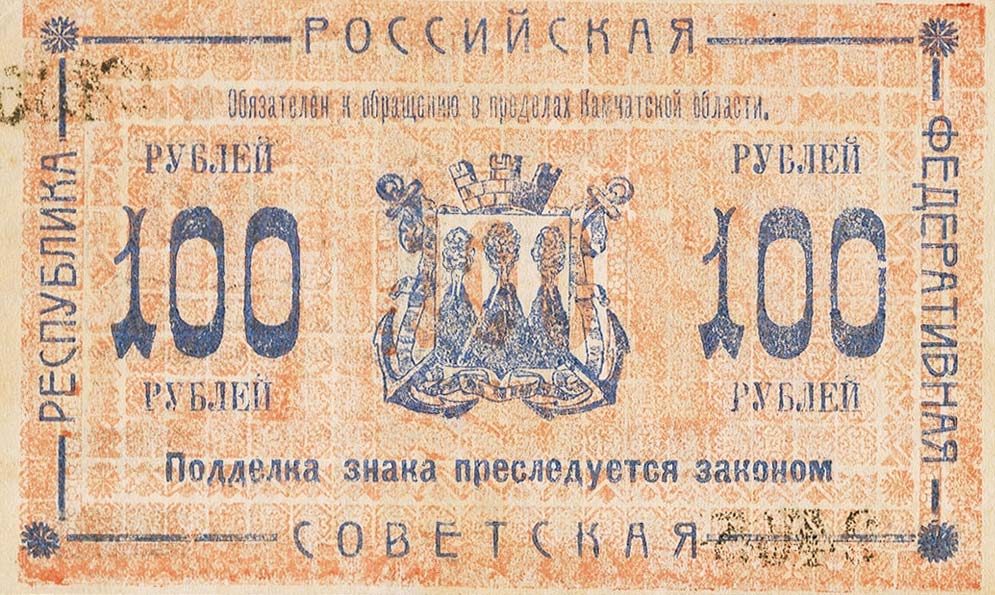 РОССИЙСКАЯ
Обязателен к обращению в пределах Камчатской области.
РУБЛЕЙ
РУБЛЕЙ
РЕСПУБЛИКА
ФЕДЕРАТИВНАЯ
100
100
РУБЛЕЙ
РУБЛЕЙ
Подделка знака преследуется законом
СОВЕТСКАЯ